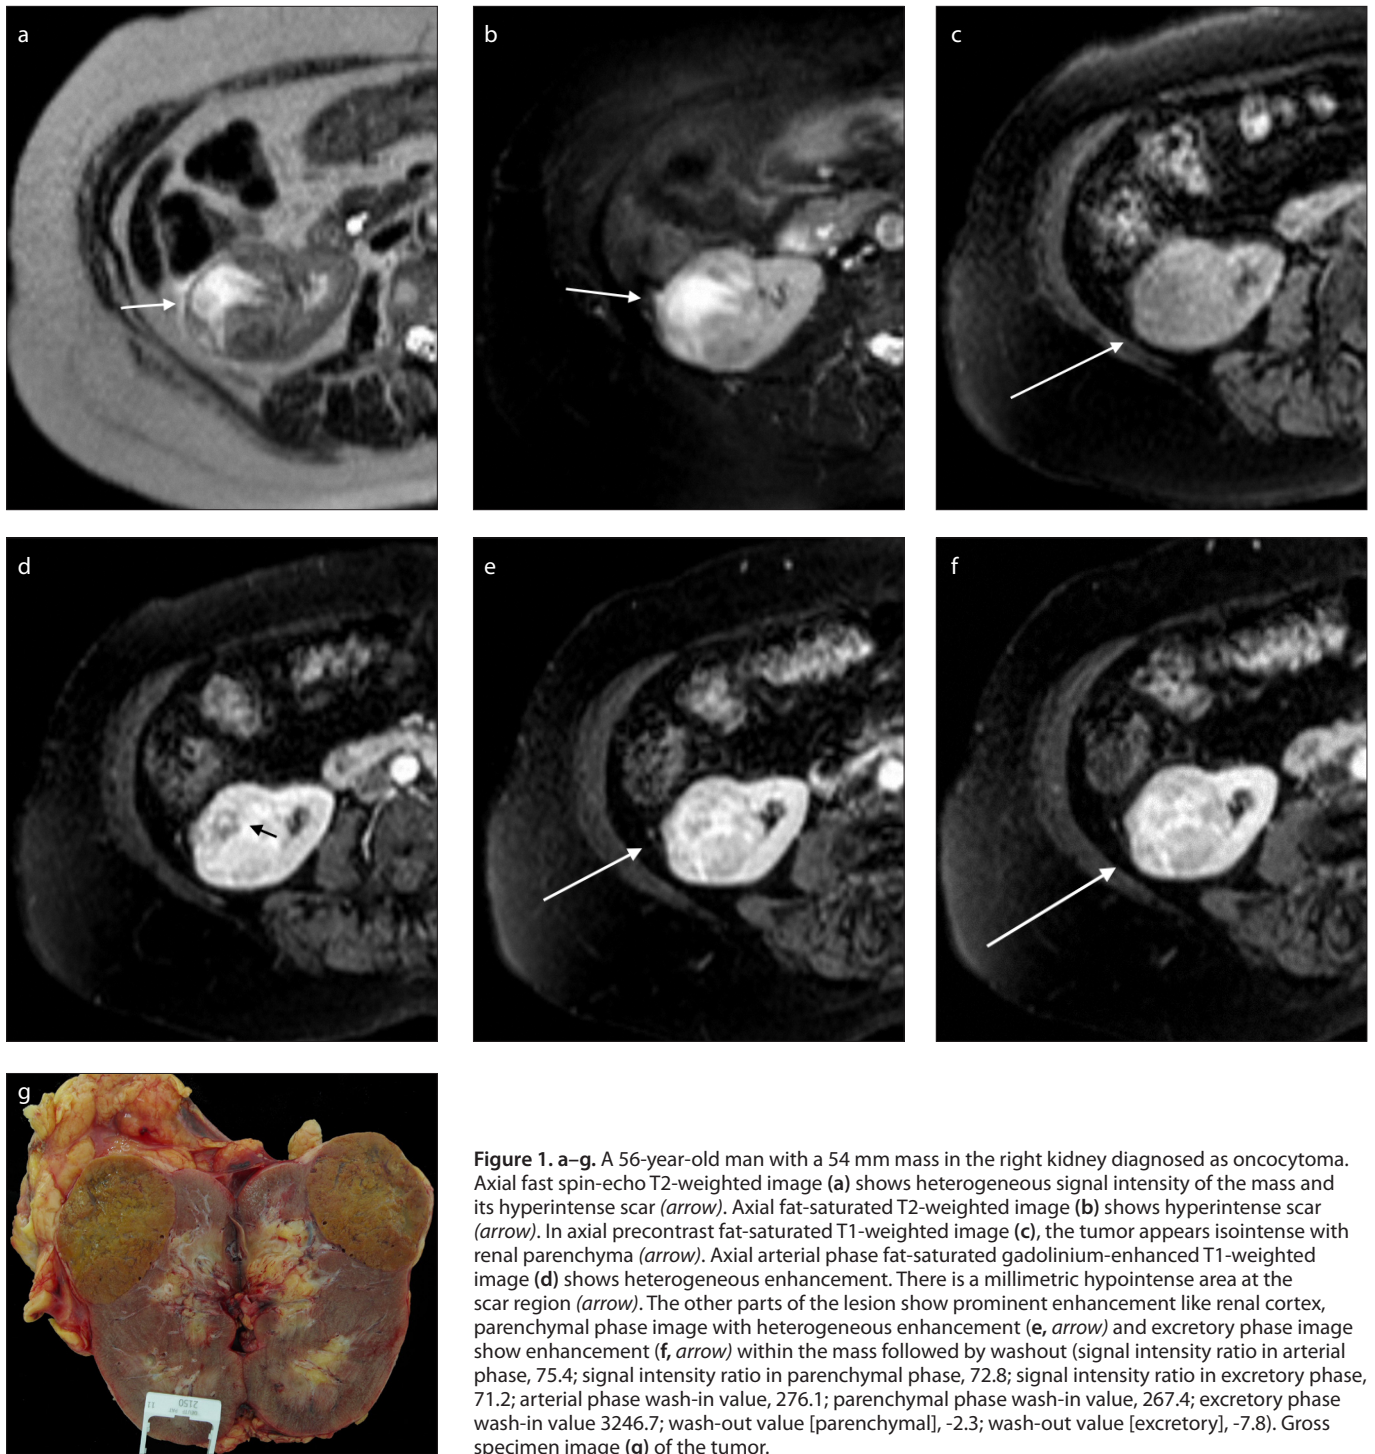 a
b
c
d
e
f
g
Figure 1. a–g. A 56-year-old man with a 54 mm mass in the right kidney diagnosed as oncocytoma.
Axial fast spin-echo T2-weighted image (a) shows heterogeneous signal intensity of the mass and
its hyperintense scar (arrow). Axial fat-saturated T2-weighted image (b) shows hyperintense scar
(arrow). In axial precontrast fat-saturated T1-weighted image (c), the tumor appears isointense with
renal parenchyma (arrow). Axial arterial phase fat-saturated gadolinium-enhanced T1-weighted
image (d) shows heterogeneous enhancement. There is a millimetric hypointense area at the
scar region (arrow). The other parts of the lesion show prominent enhancement like renal cortex,
parenchymal phase image with heterogeneous enhancement (e, arrow) and excretory phase image
show enhancement (f, arrow) within the mass followed by washout (signal intensity ratio in arterial
phase, 75.4; signal intensity ratio in parenchymal phase, 72.8; signal intensity ratio in excretory phase,
71.2; arterial phase wash-in value, 276.1; parenchymal phase wash-in value, 267.4; excretory phase
wash-in value 3246.7; wash-out value [parenchymal], -2.3; wash-out value [excretory], -7.8). Gross
specimen image (g) of the tumor.